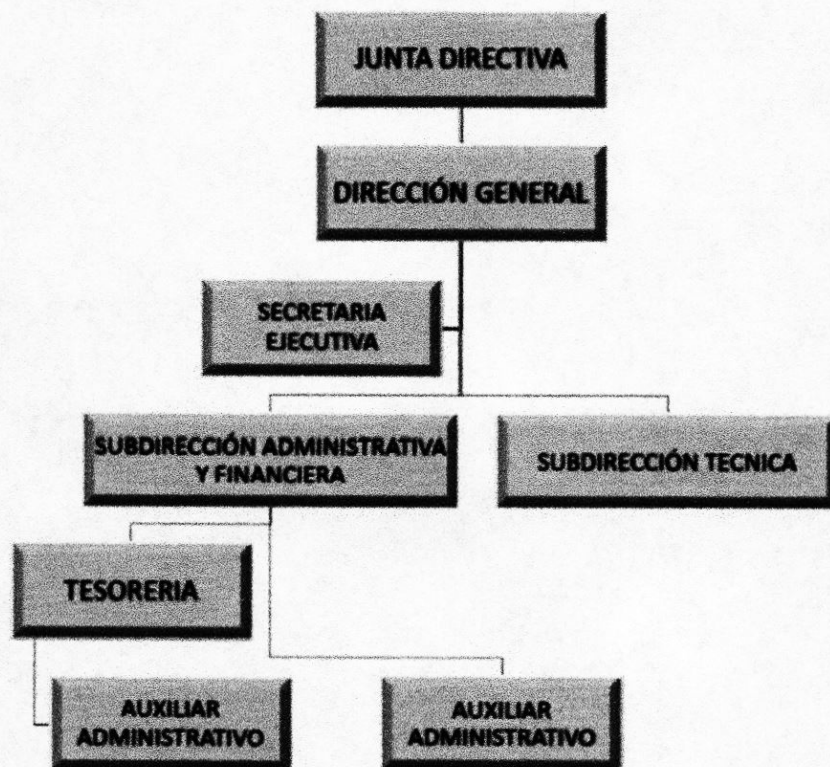 JUNTA DIRECTIVA
DIRECCIÓN GENERAL
SECRETARIA
EJECUTIVA
SUBDIRECCIÓN ADMINISTRATIVA
Y FINANCIERA
SUBDIRECCIÓN TECNICA
TESORERIA
AUXILIAR
ADMINISTRATIVO
AUXILIAR
ADMINISTRATIVO